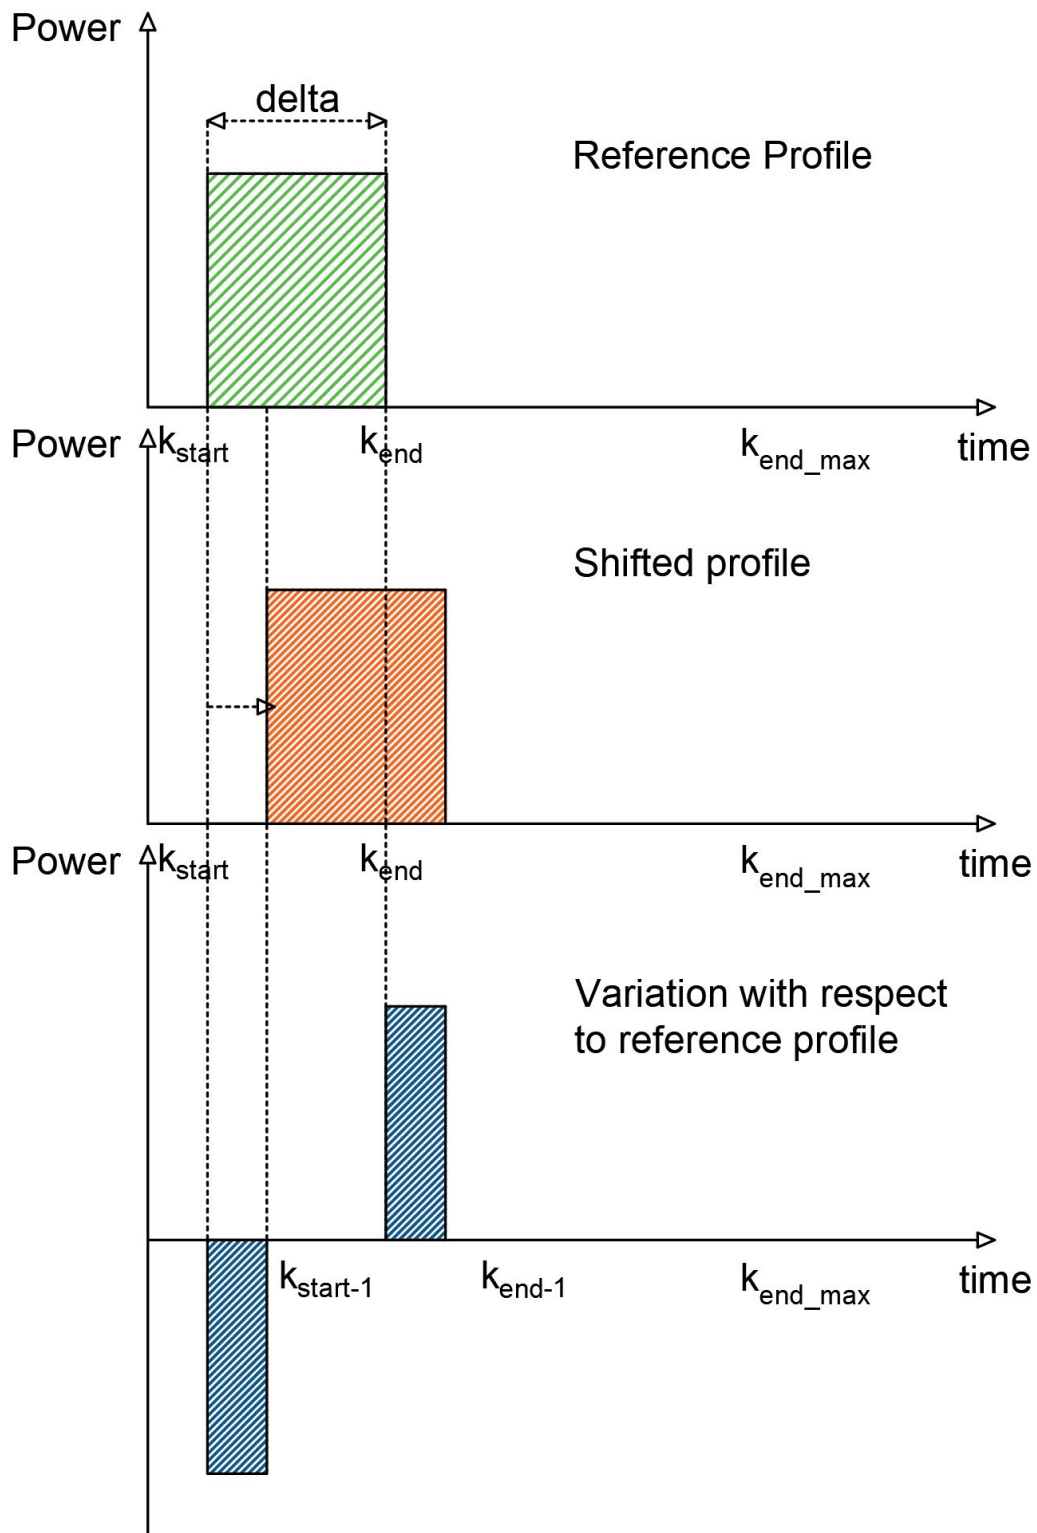 Power
delta
Reference Profile
Power kstart kend kend_max time
Shifted profile
Power kstart kend kend_max time
Variation with respect
to reference profile
kstart-1 kend-1 kend_max time